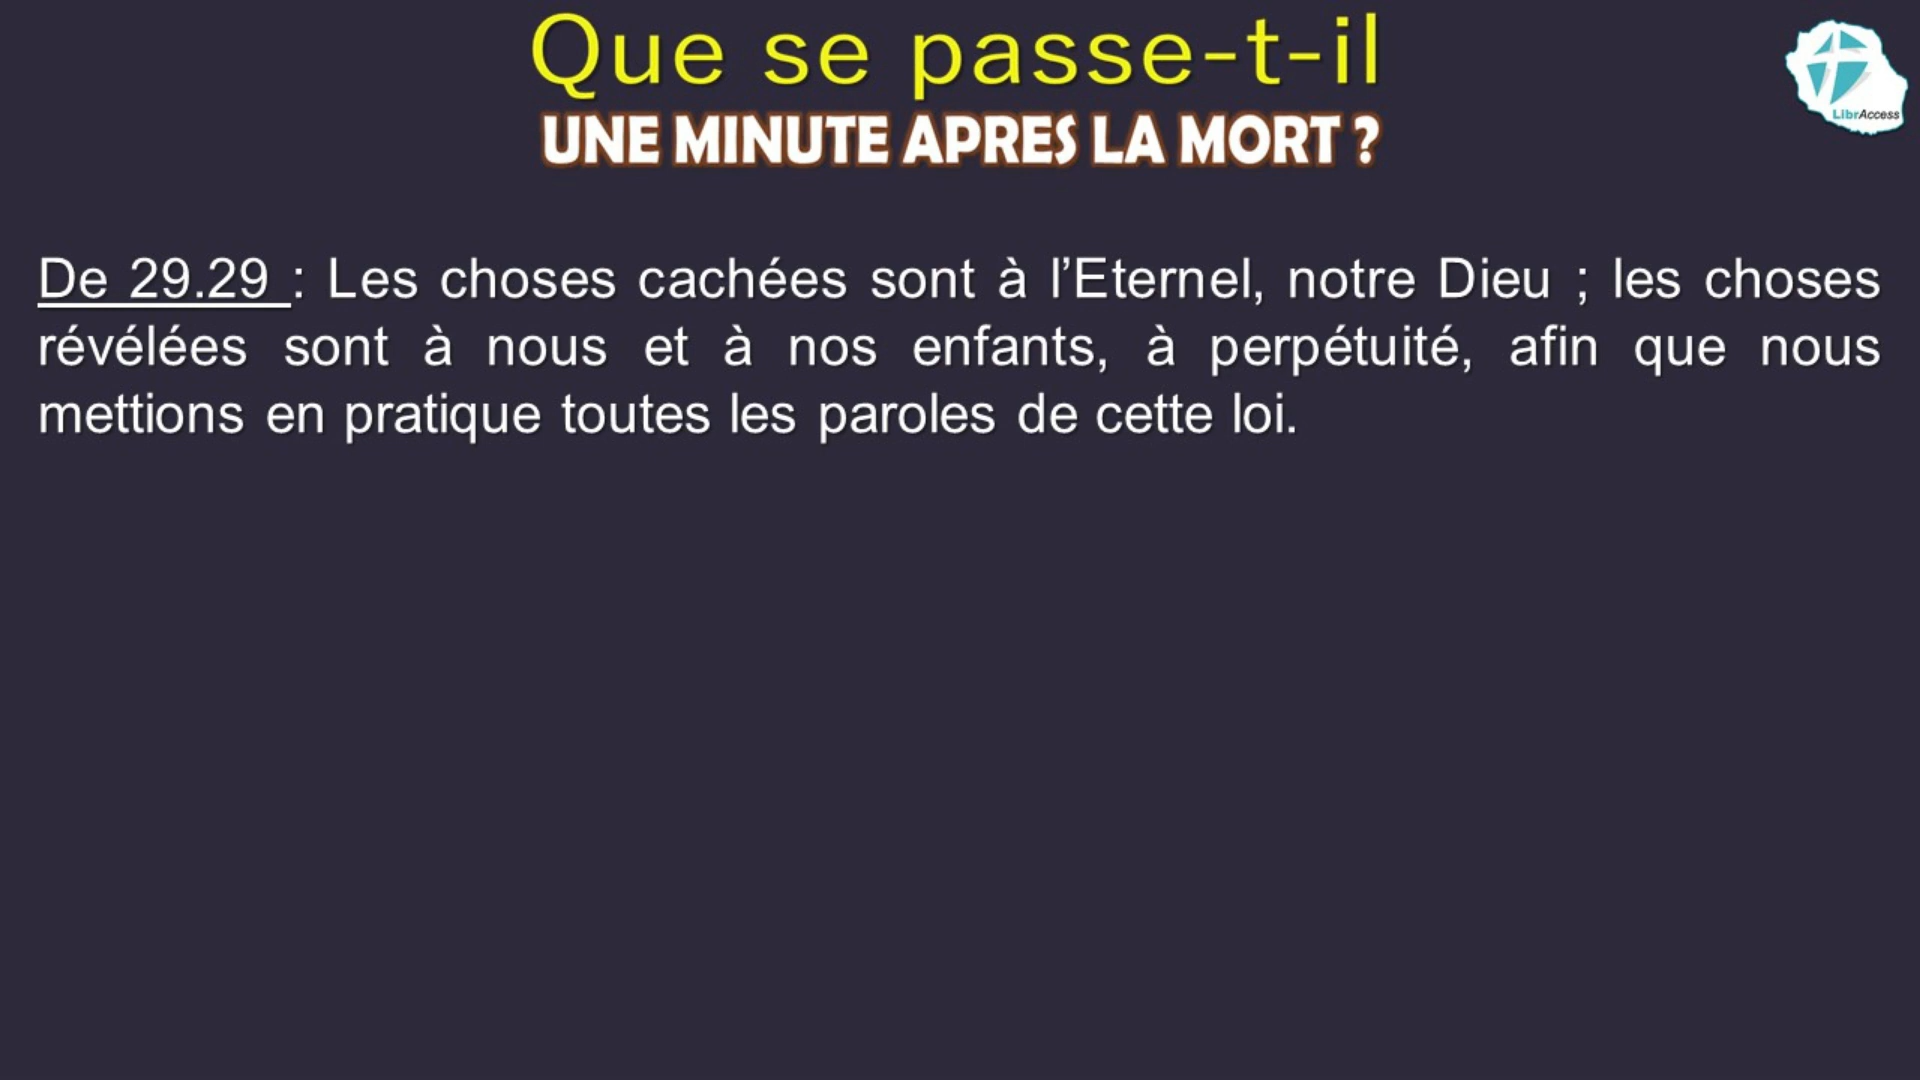 Que se passe-t-il
UNE MINUTE APRES LA MORT ?
LibrAccess
De 29.29 : Les choses cachées sont à l’Eternel, notre Dieu ; les choses
révélées sont à nous et à nos enfants, à perpétuité, afin que nous
mettions en pratique toutes les paroles de cette loi.